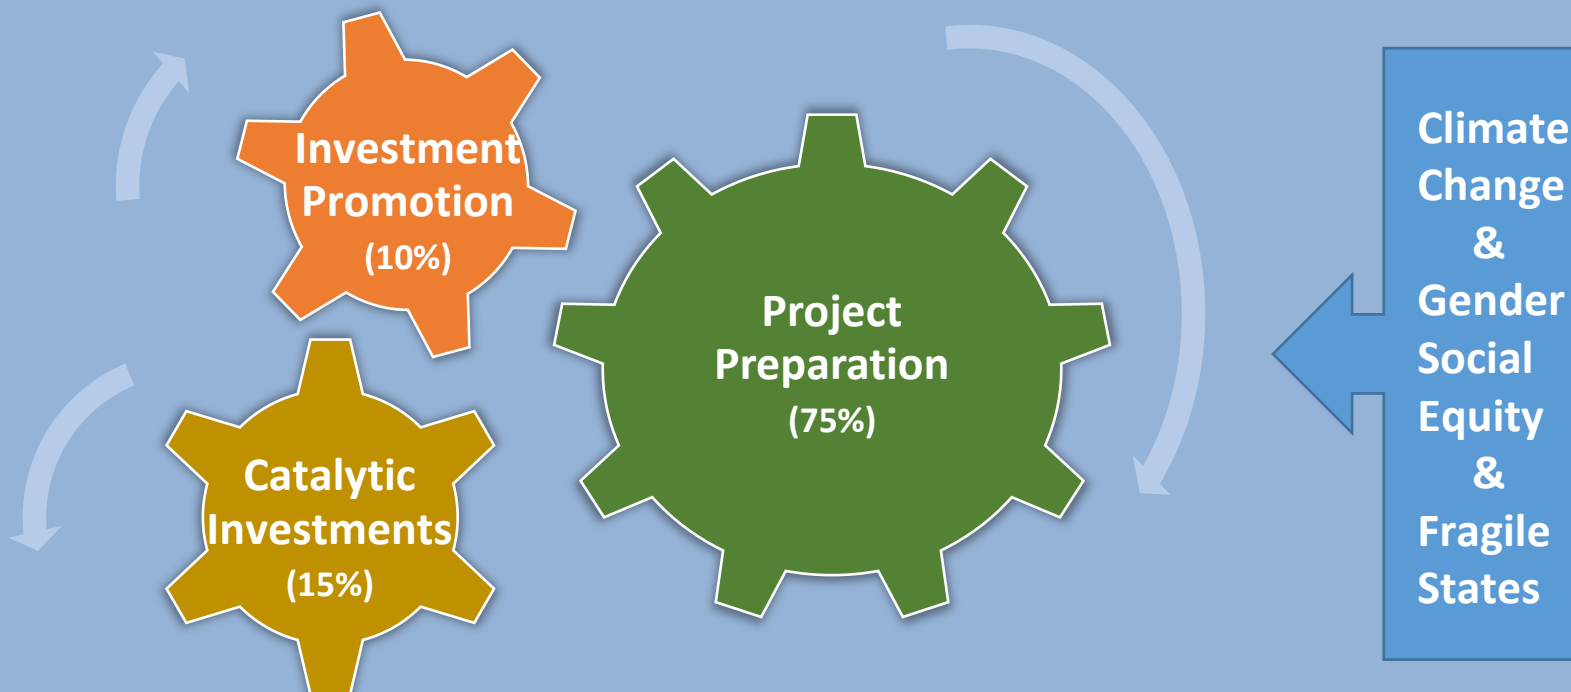 Investment
Promotion
(10%)
Project
Preparation
(75%)
Catalytic
Investments
(15%)
Climate
Change
&
Gender
Social
Equity
&
Fragile
States